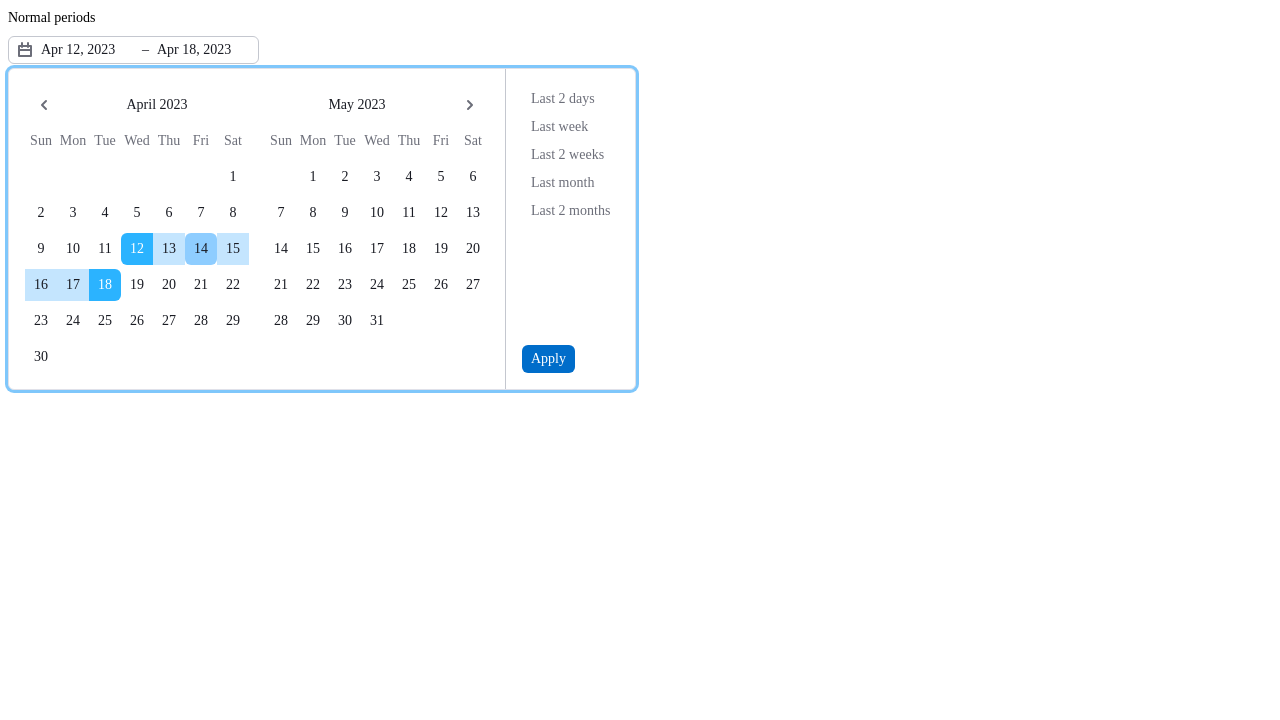 Normal periods
Apr 12, 2023 – Apr 18, 2023
April 2023 May 2023
Sun Mon Tue Wed Thu Fri Sat Sun Mon Tue Wed Thu Fri Sat
1 1 2 3 4 5 6
2 3 4 5 6 7 8 7 8 9 10 11 12 13
9 10 11 12 13 14 15 14 15 16 17 18 19 20
16 17 18 19 20 21 22 21 22 23 24 25 26 27
23 24 25 26 27 28 29 28 29 30 31
30
Last 2 days
Last week
Last 2 weeks
Last month
Last 2 months
Apply